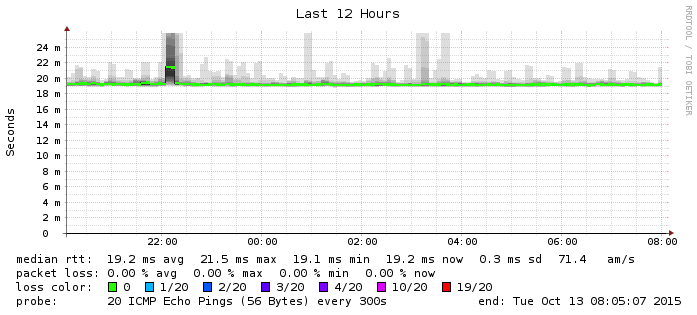 Last 12 Hours
RRDTOOL / TOBI OETIKER
Seconds
24 m
22 m
20 m
18 m
16 m
14 m
12 m
10 m
8 m
6 m
4 m
2 m
0
22:00 00:00 02:00 04:00 06:00 08:00
median rtt: 19.2 ms avg 21.5 ms max 19.1 ms min 19.2 ms now 0.3 ms sd 71.4 am/s
packet loss: 0.00 % avg 0.00 % max 0.00 % min 0.00 % now
loss color: 0 1/20 2/20 3/20 4/20 10/20 19/20
probe: 20 ICMP Echo Pings (56 Bytes) every 300s end: Tue Oct 13 08:05:07 2015